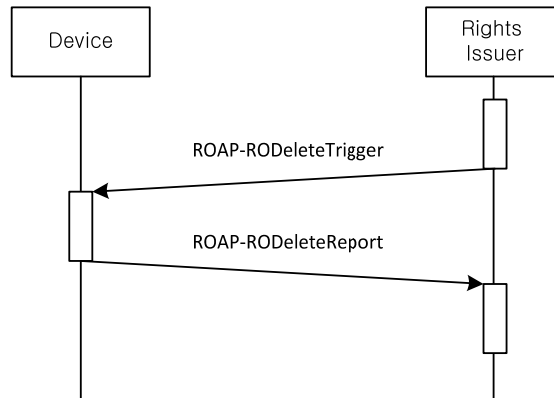 Device
Rights
Issuer
ROAP-RODeleteTrigger
ROAP-RODeleteReport